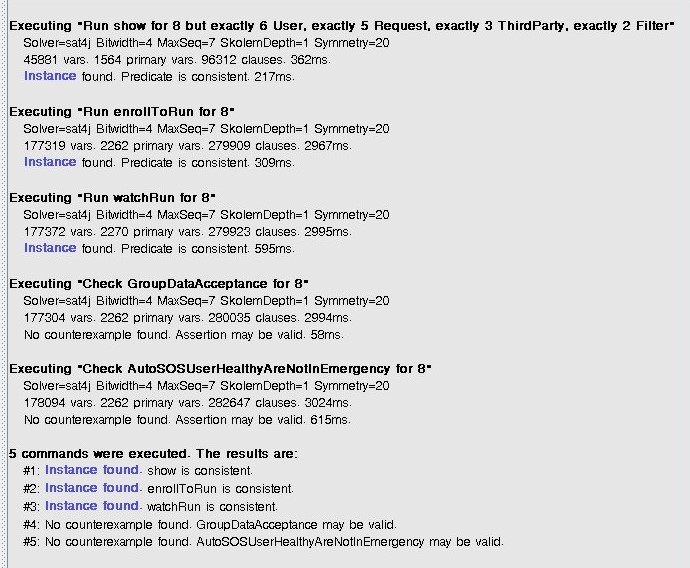 Executing "Run show for 8 but exactly 6 User, exactly 5 Request, exactly 3 ThirdParty, exactly 2 Filter"
Solver=sat4j Bitwidth=4 MaxSeq=7 SkolemDepth=1 Symmetry=20
45881 vars. 1564 primary vars. 96312 clauses. 362ms.
Instance found. Predicate is consistent. 217ms.
Executing "Run enrollToRun for 8"
Solver=sat4j Bitwidth=4 MaxSeq=7 SkolemDepth=1 Symmetry=20
177319 vars. 2262 primary vars. 279909 clauses. 2967ms.
Instance found. Predicate is consistent. 309ms.
Executing "Run watchRun for 8"
Solver=sat4j Bitwidth=4 MaxSeq=7 SkolemDepth=1 Symmetry=20
177372 vars. 2270 primary vars. 279923 clauses. 2995ms.
Instance found. Predicate is consistent. 595ms.
Executing "Check GroupDataAcceptance for 8"
Solver=sat4j Bitwidth=4 MaxSeq=7 SkolemDepth=1 Symmetry=20
177304 vars. 2262 primary vars. 280035 clauses. 2994ms.
No counterexample found. Assertion may be valid. 58ms.
Executing "Check AutoSOSUserHealthyAreNotInEmergency for 8"
Solver=sat4j Bitwidth=4 MaxSeq=7 SkolemDepth=1 Symmetry=20
178094 vars. 2262 primary vars. 282647 clauses. 3024ms.
No counterexample found. Assertion may be valid. 615ms.
5 commands were executed. The results are:
#1: Instance found. show is consistent.
#2: Instance found. enrollToRun is consistent.
#3: Instance found. watchRun is consistent.
#4: No counterexample found. GroupDataAcceptance may be valid.
#5: No counterexample found. AutoSOSUserHealthyAreNotInEmergency may be valid.